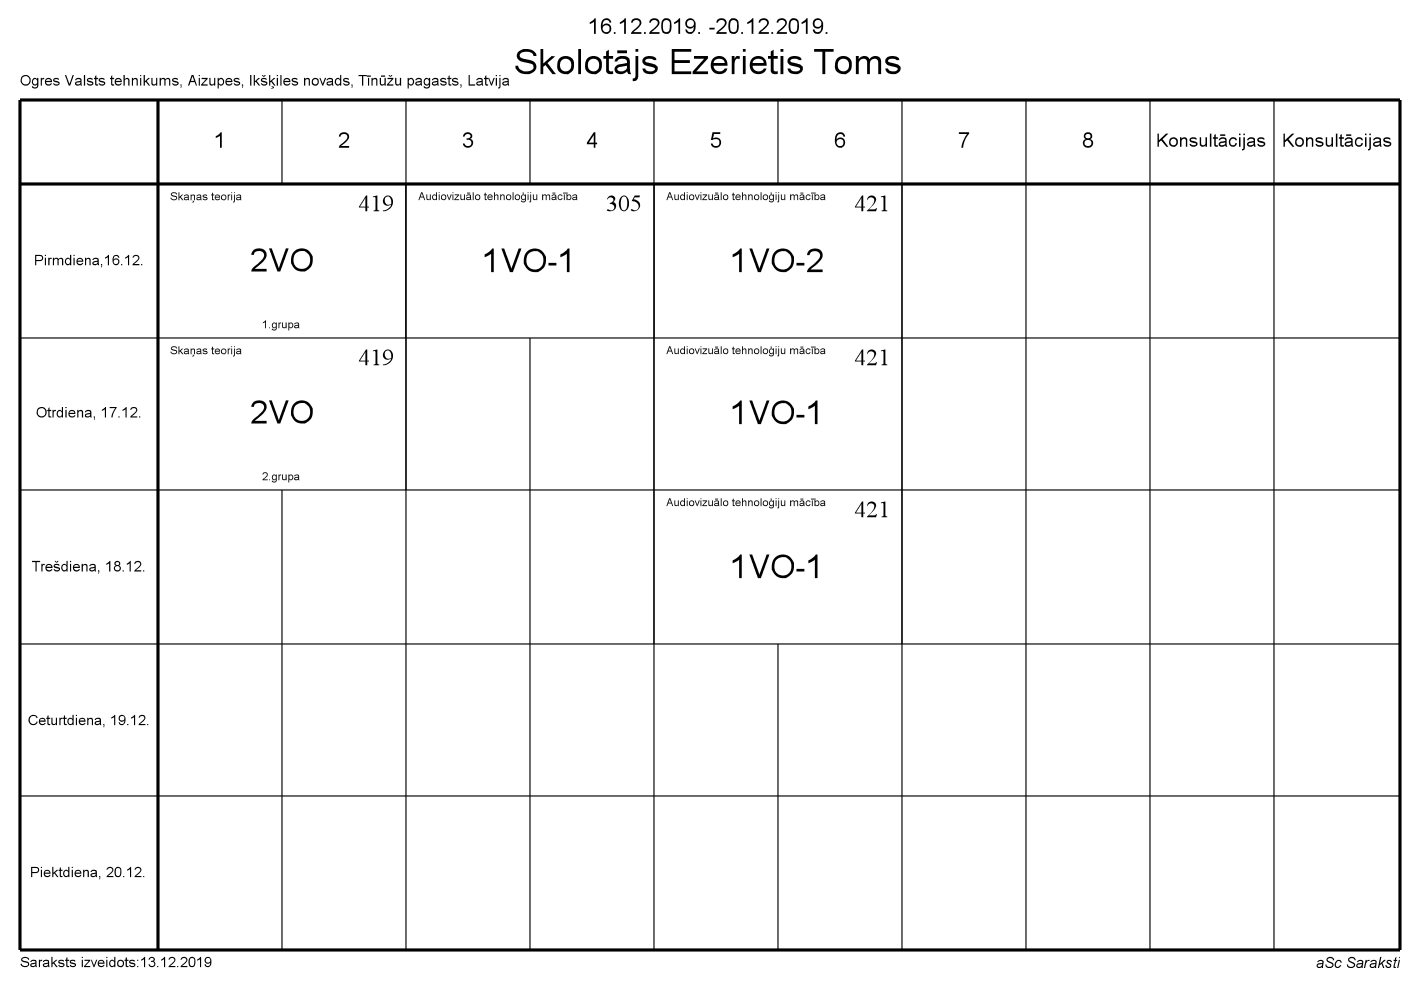 16.12.2019. -20.12.2019.
Skolotājs Ezerietis Toms
Ogres Valsts tehnikums, Aizupes, Ikšķiles novads, Tīnūžu pagasts, Latvija
1 2 3 4 5 6 7 8 Konsultācijas Konsultācijas
Pirmdiena,16.12.
Skaņas teorija 419
2VO
1.grupa
Audiovizuālo tehnoloģiju mācība 305
1VO-1
Audiovizuālo tehnoloģiju mācība 421
1VO-2
Otrdiena, 17.12.
Skaņas teorija 419
2VO
2.grupa
Audiovizuālo tehnoloģiju mācība 421
1VO-1
Trešdiena, 18.12.
Audiovizuālo tehnoloģiju mācība 421
1VO-1
Ceturtdiena, 19.12.
Piektdiena, 20.12.
Saraksts izveidots:13.12.2019
aSc Saraksti